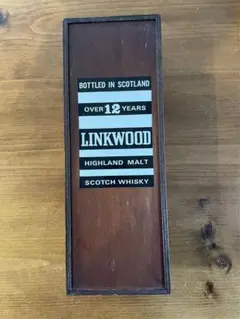 BOTTLED IN SCOTLAND
OVER 12 YEARS
LINKWOOD
HIGHLAND MALT
SCOTCH WHISKY